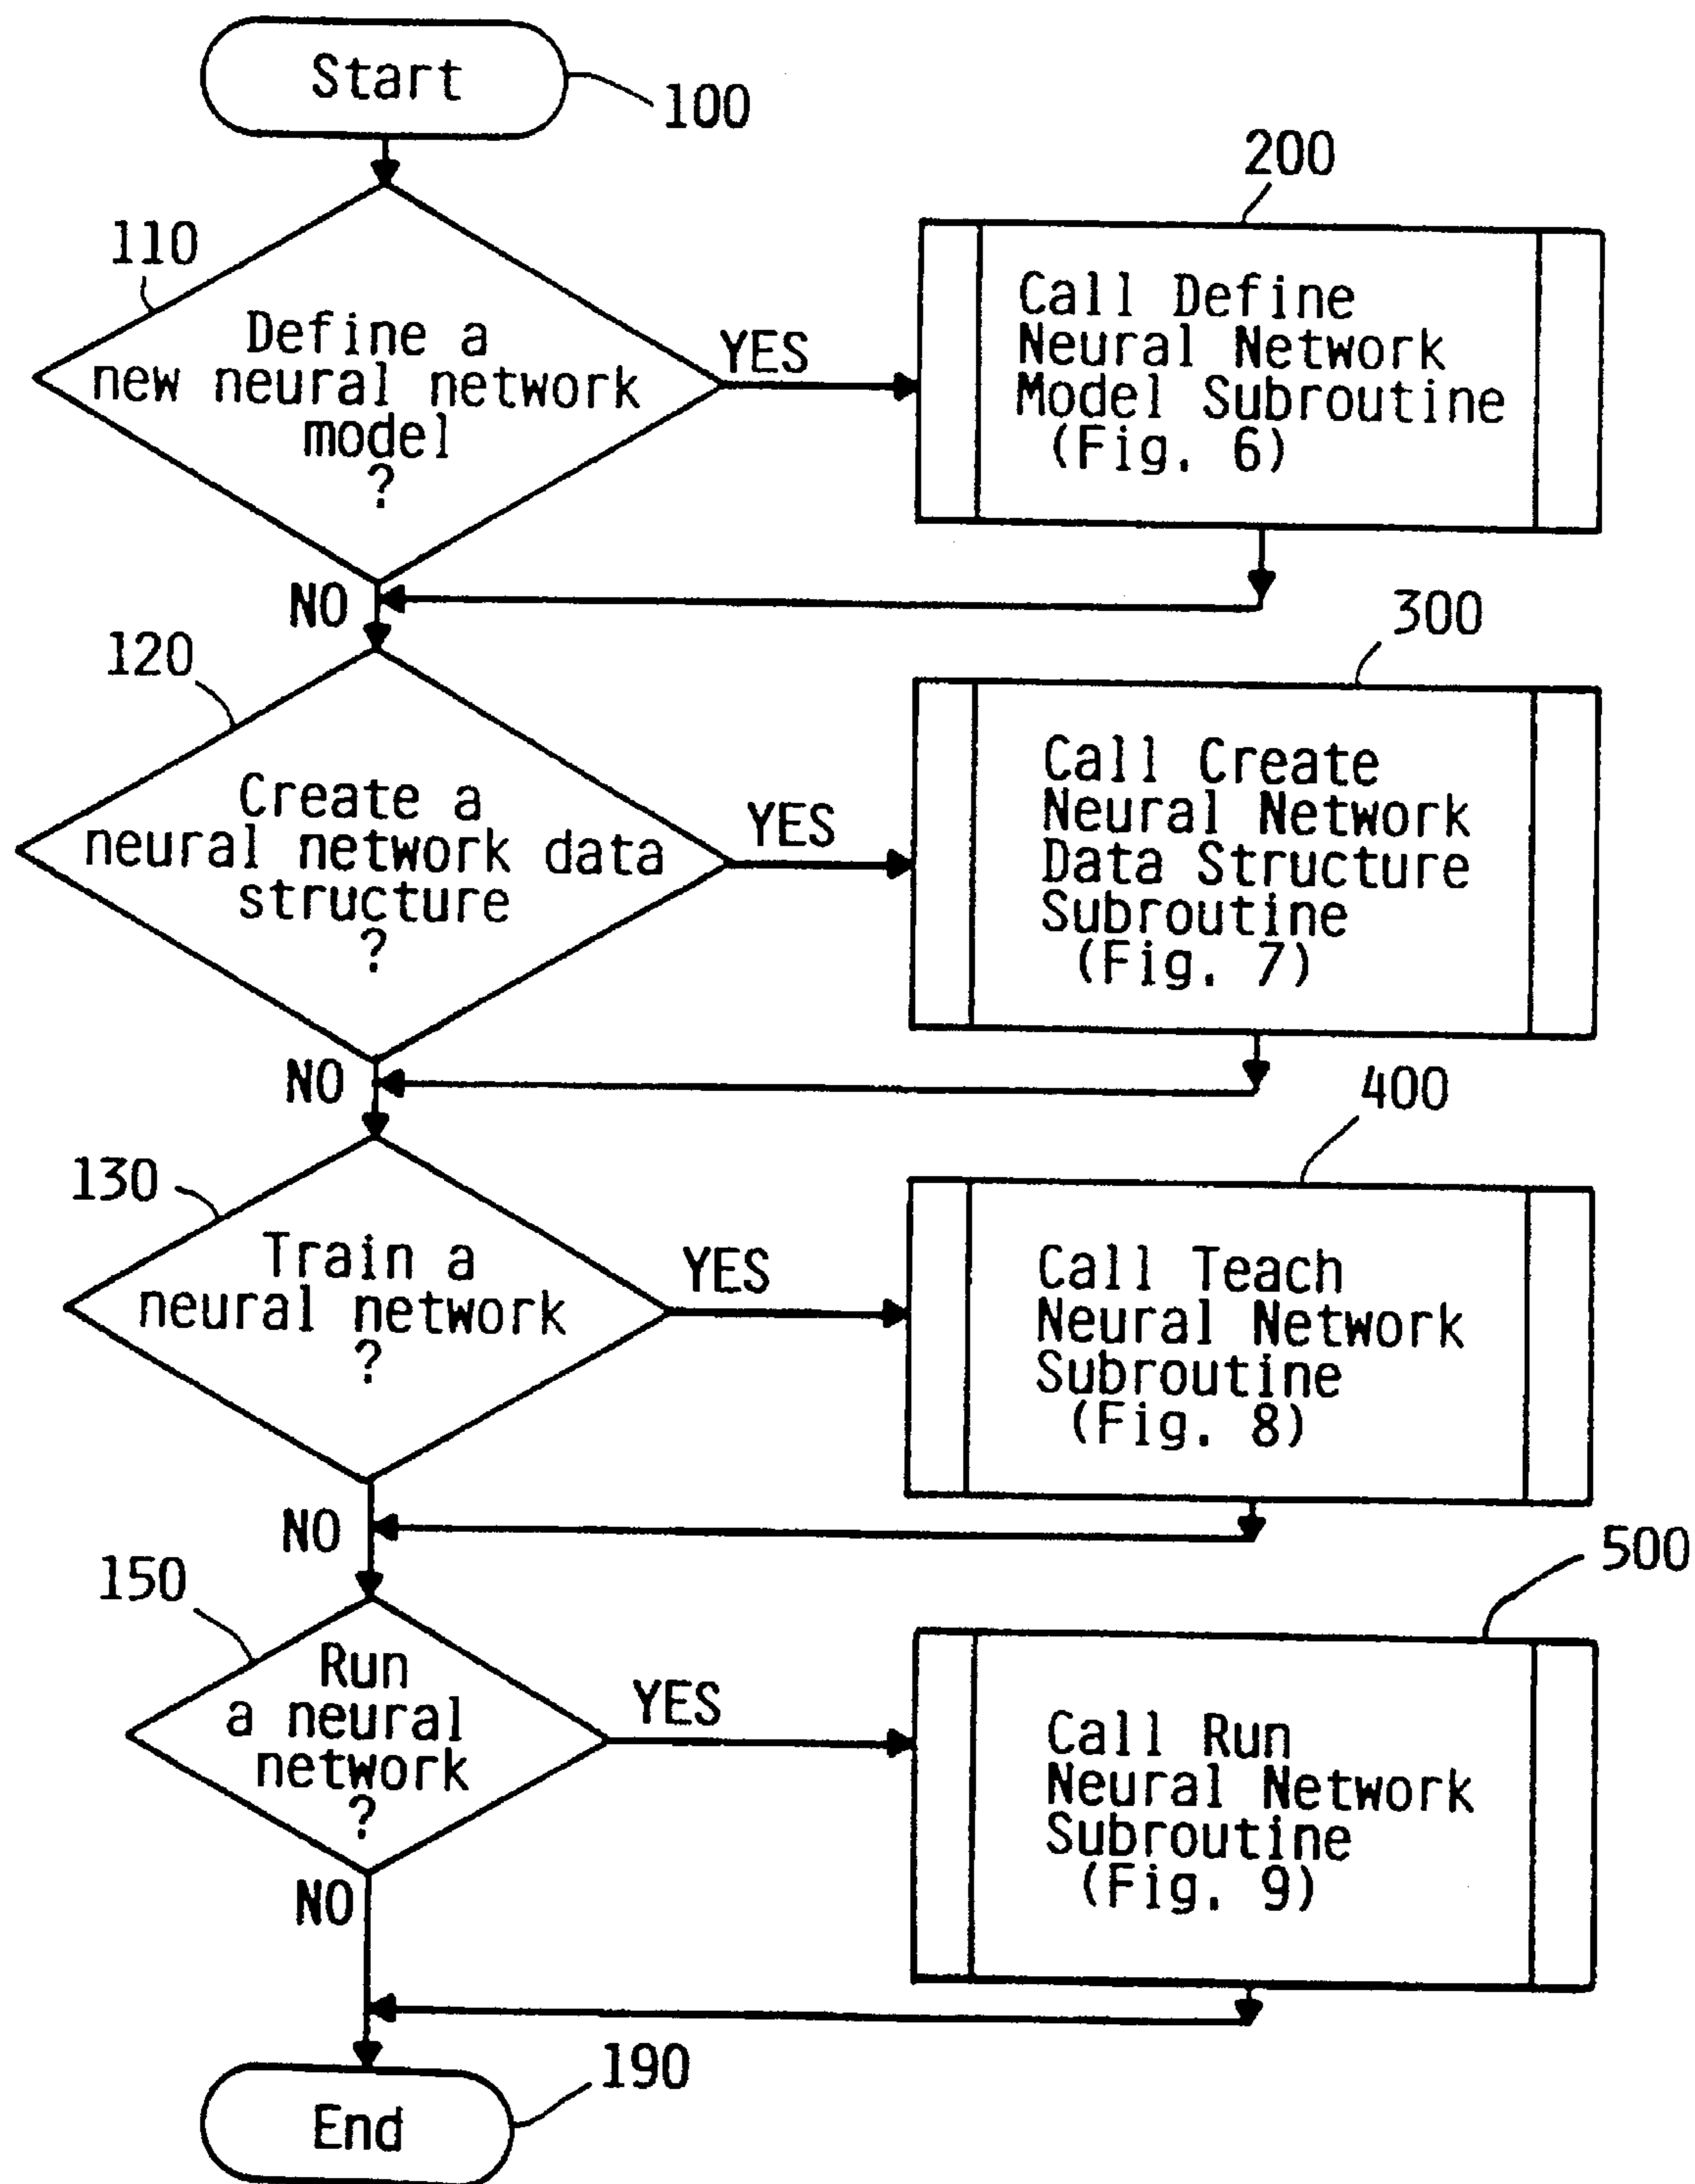 Start
100
200
110
Define a
new neural network
model
?
YES
Call Define
Neural Network
Model Subroutine
(Fig. 6)
NO
300
120
Create a
neural network data
structure
?
YES
Call Create
Neural Network
Data Structure
Subroutine
(Fig. 7)
NO
400
130
Train a
neural network
?
YES
Call Teach
Neural Network
Subroutine
(Fig. 8)
NO
500
150
Run
a neural
network
?
YES
Call Run
Neural Network
Subroutine
(Fig. 9)
NO
190
End